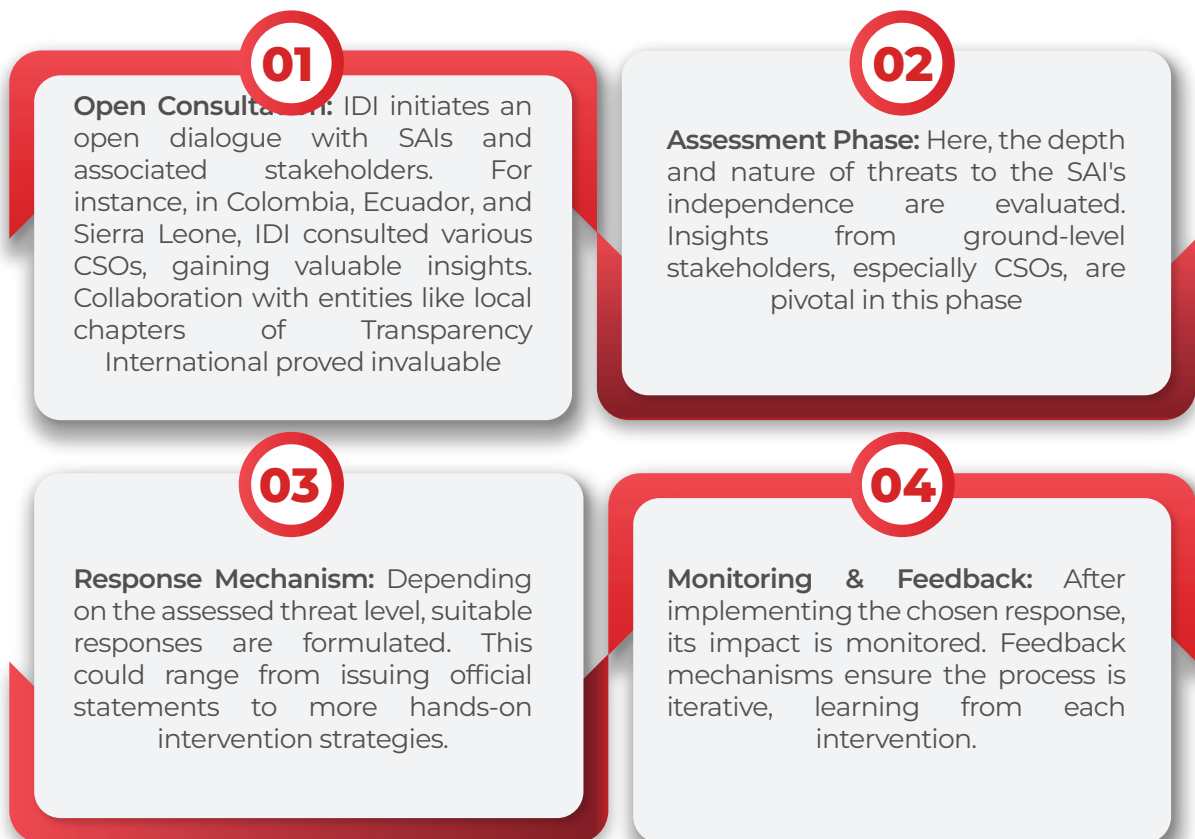 01
Open Consulta n: IDI initiates an
open dialogue with SAIs and
associated stakeholders. For
instance, in Colombia, Ecuador, and
Sierra Leone, IDI consulted various
CSOs, gaining valuable insights.
Collaboration with entities like local
chapters of Transparency
International proved invaluable
02
Assessment Phase: Here, the depth
and nature of threats to the SAI's
independence are evaluated.
Insights from ground-level
stakeholders, especially CSOs, are
pivotal in this phase
03
Response Mechanism: Depending
on the assessed threat level, suitable
responses are formulated. This
could range from issuing official
statements to more hands-on
intervention strategies.
04
Monitoring & Feedback: After
implementing the chosen response,
its impact is monitored. Feedback
mechanisms ensure the process is
iterative, learning from each
intervention.